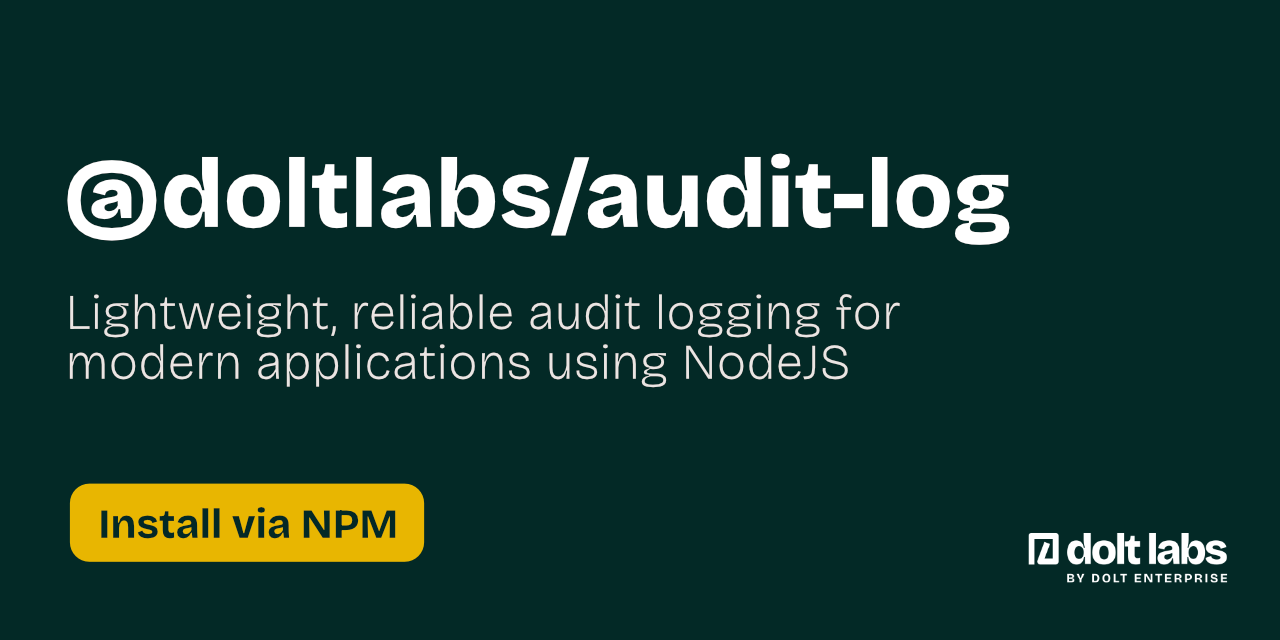 @doltlabs/audit-log
Lightweight, reliable audit logging for
modern applications using NodeJS
Install via NPM
dolt labs
BY DOLT ENTERPRISE